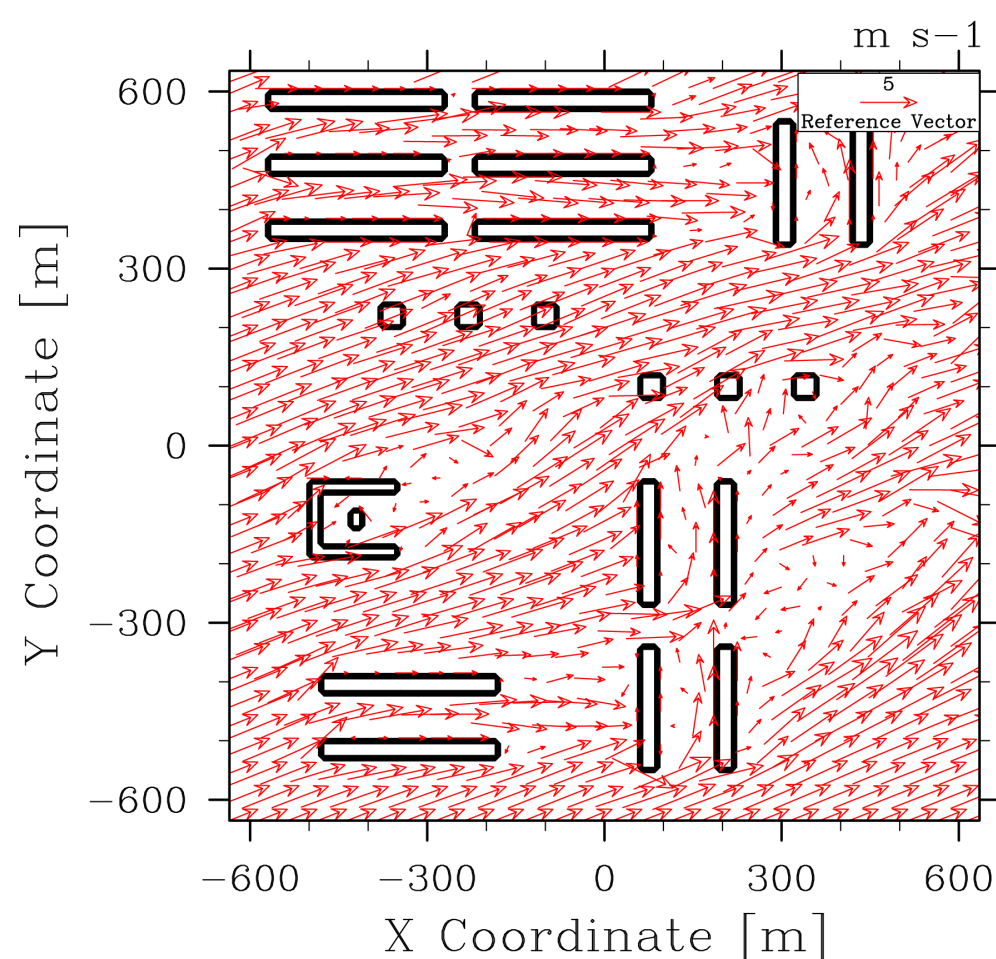 m s−1
5
Reference Vector
600
300
0
−300
−600
Y Coordinate [m]
−600 −300 0 300 600
X Coordinate [m]